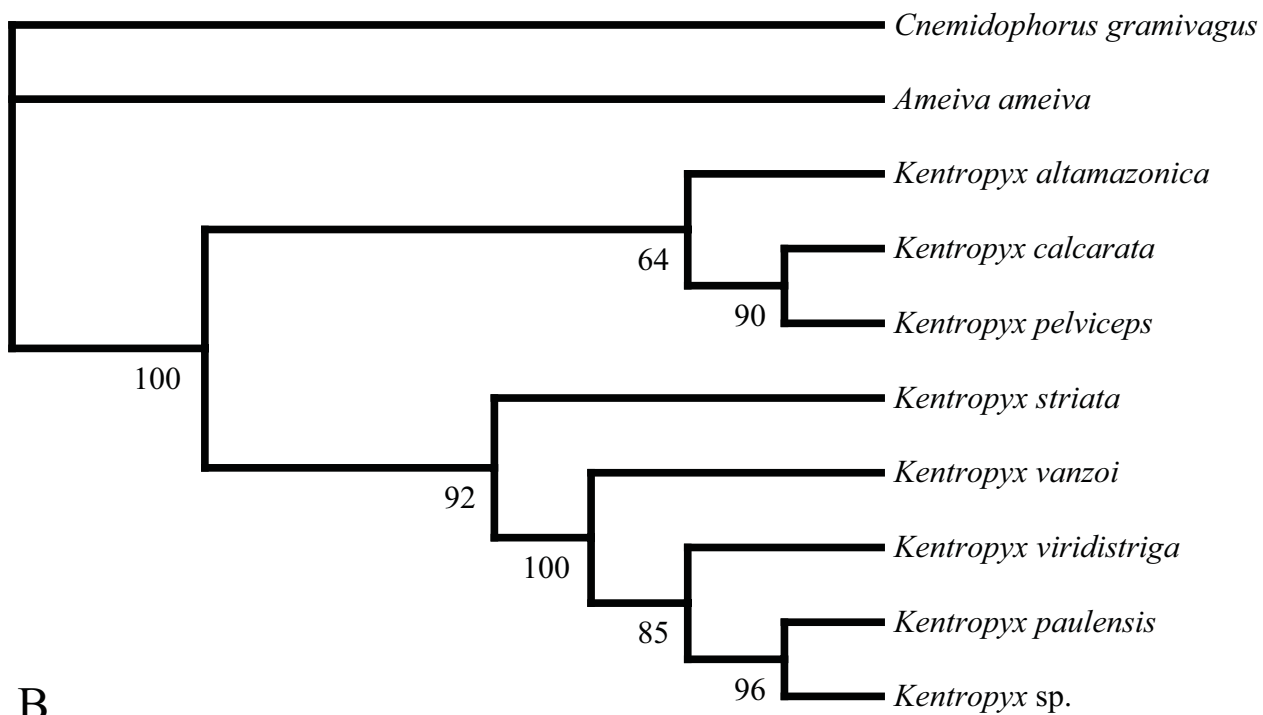 Cnemidophorus gramivagus
Ameiva ameiva
Kentropyx altamazonica
64
Kentropyx calcarata
90
Kentropyx pelviceps
100
Kentropyx striata
92
Kentropyx vanzoi
100
Kentropyx viridistriga
85
Kentropyx paulensis
96
Kentropyx sp.
B